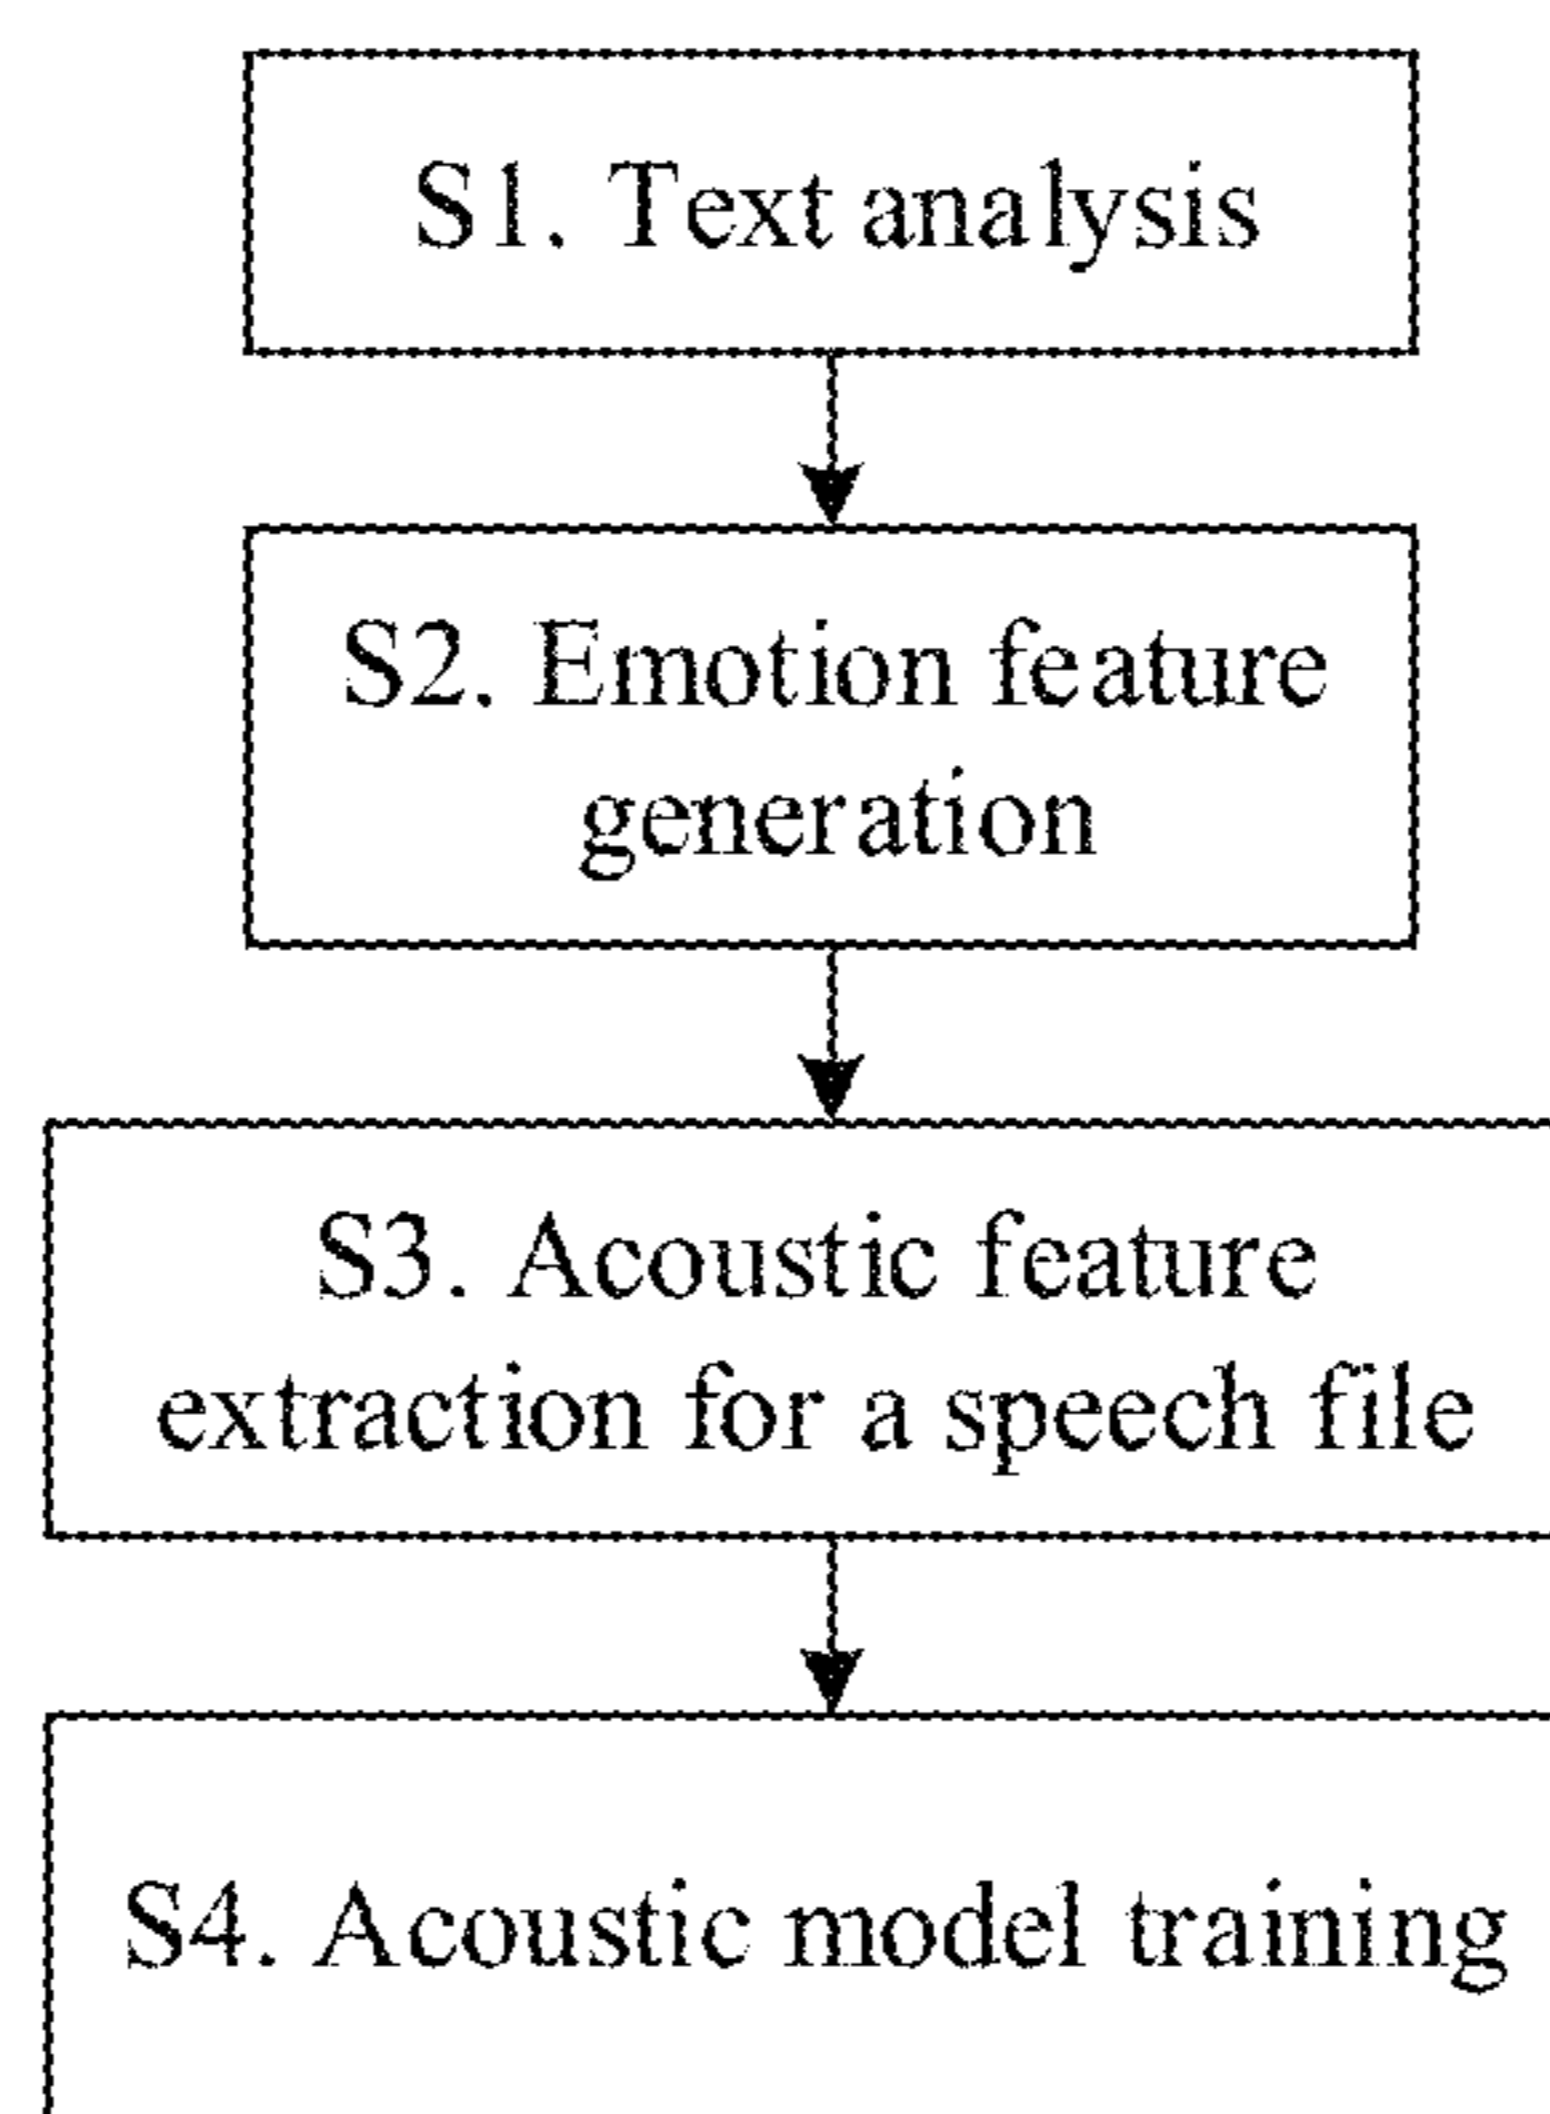 S1. Text analysis
S2. Emotion feature
generation
S3. Acoustic feature
extraction for a speech file
S4. Acoustic model training